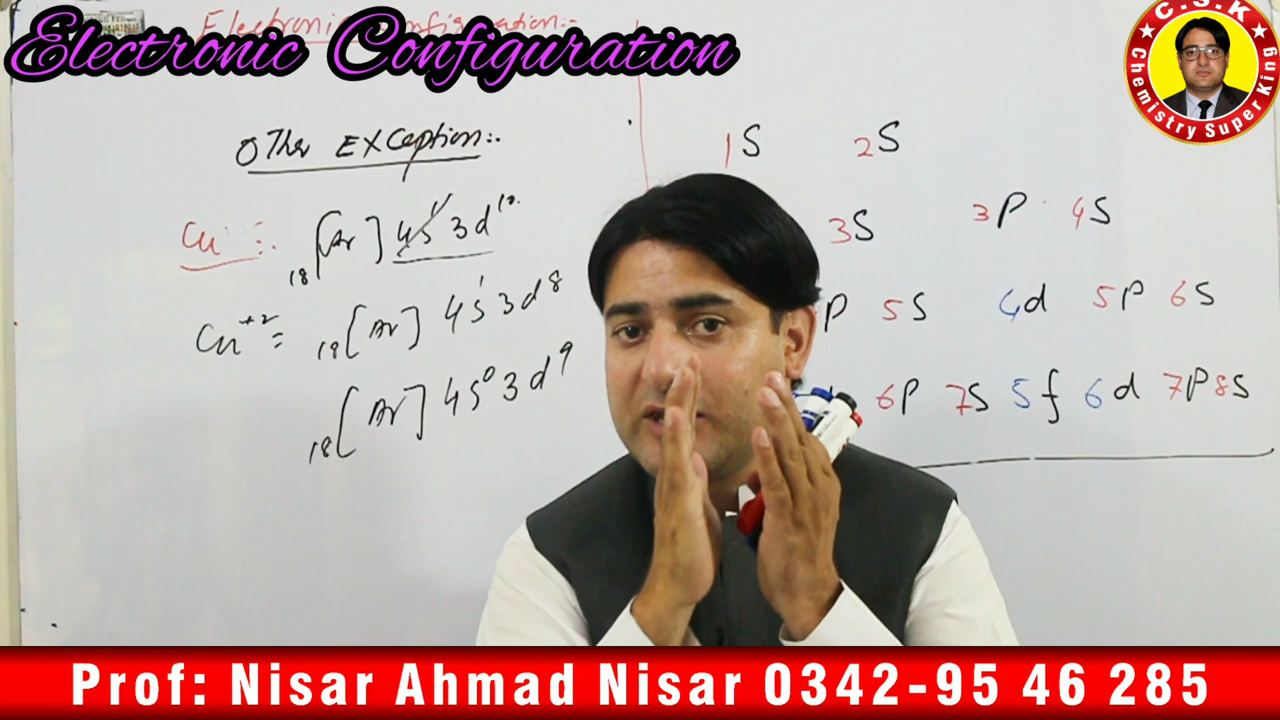 Electronic Configuration:-
Electronic Configuration
C.S.K
Chemistry Super King
Other Exception:-
1S 2S
Cu :- 18[Ar] 4s1 3d10.
3S 3P 4S
Cu+2 = 18[Ar] 4s1 3d8
P 5S 4d 5P 6S
18[Ar] 4s0 3d9
6P 7S 5f 6d 7P 8S
Prof: Nisar Ahmad Nisar 0342-95 46 285